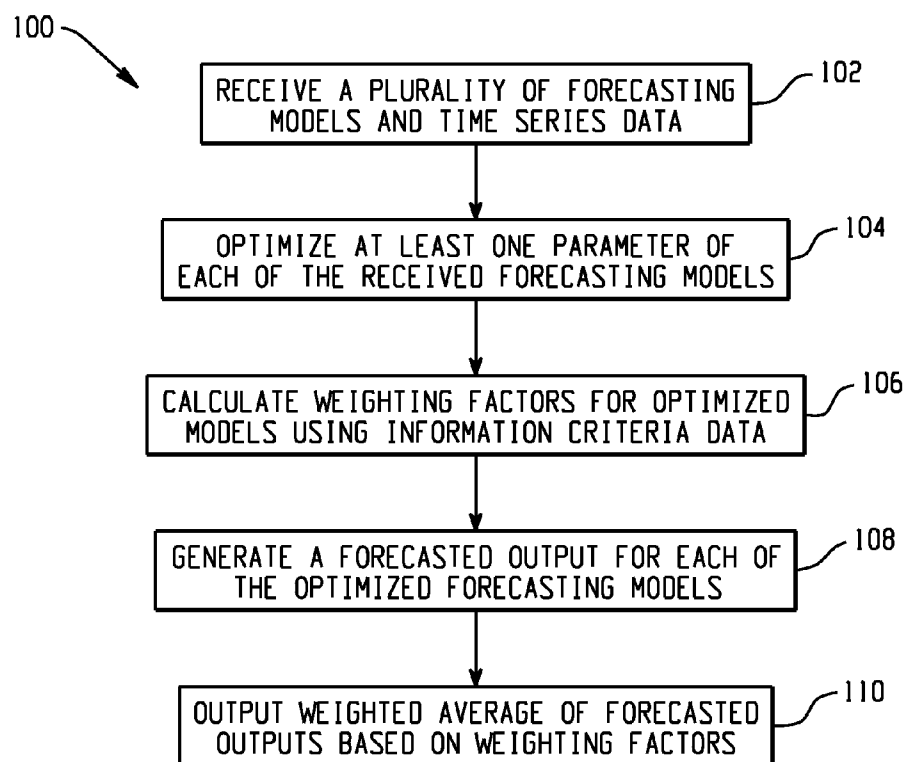 100
RECEIVE A PLURALITY OF FORECASTING
MODELS AND TIME SERIES DATA
102
OPTIMIZE AT LEAST ONE PARAMETER OF
EACH OF THE RECEIVED FORECASTING MODELS
104
CALCULATE WEIGHTING FACTORS FOR OPTIMIZED
MODELS USING INFORMATION CRITERIA DATA
106
GENERATE A FORECASTED OUTPUT FOR EACH OF
THE OPTIMIZED FORECASTING MODELS
108
OUTPUT WEIGHTED AVERAGE OF FORECASTED
OUTPUTS BASED ON WEIGHTING FACTORS
110